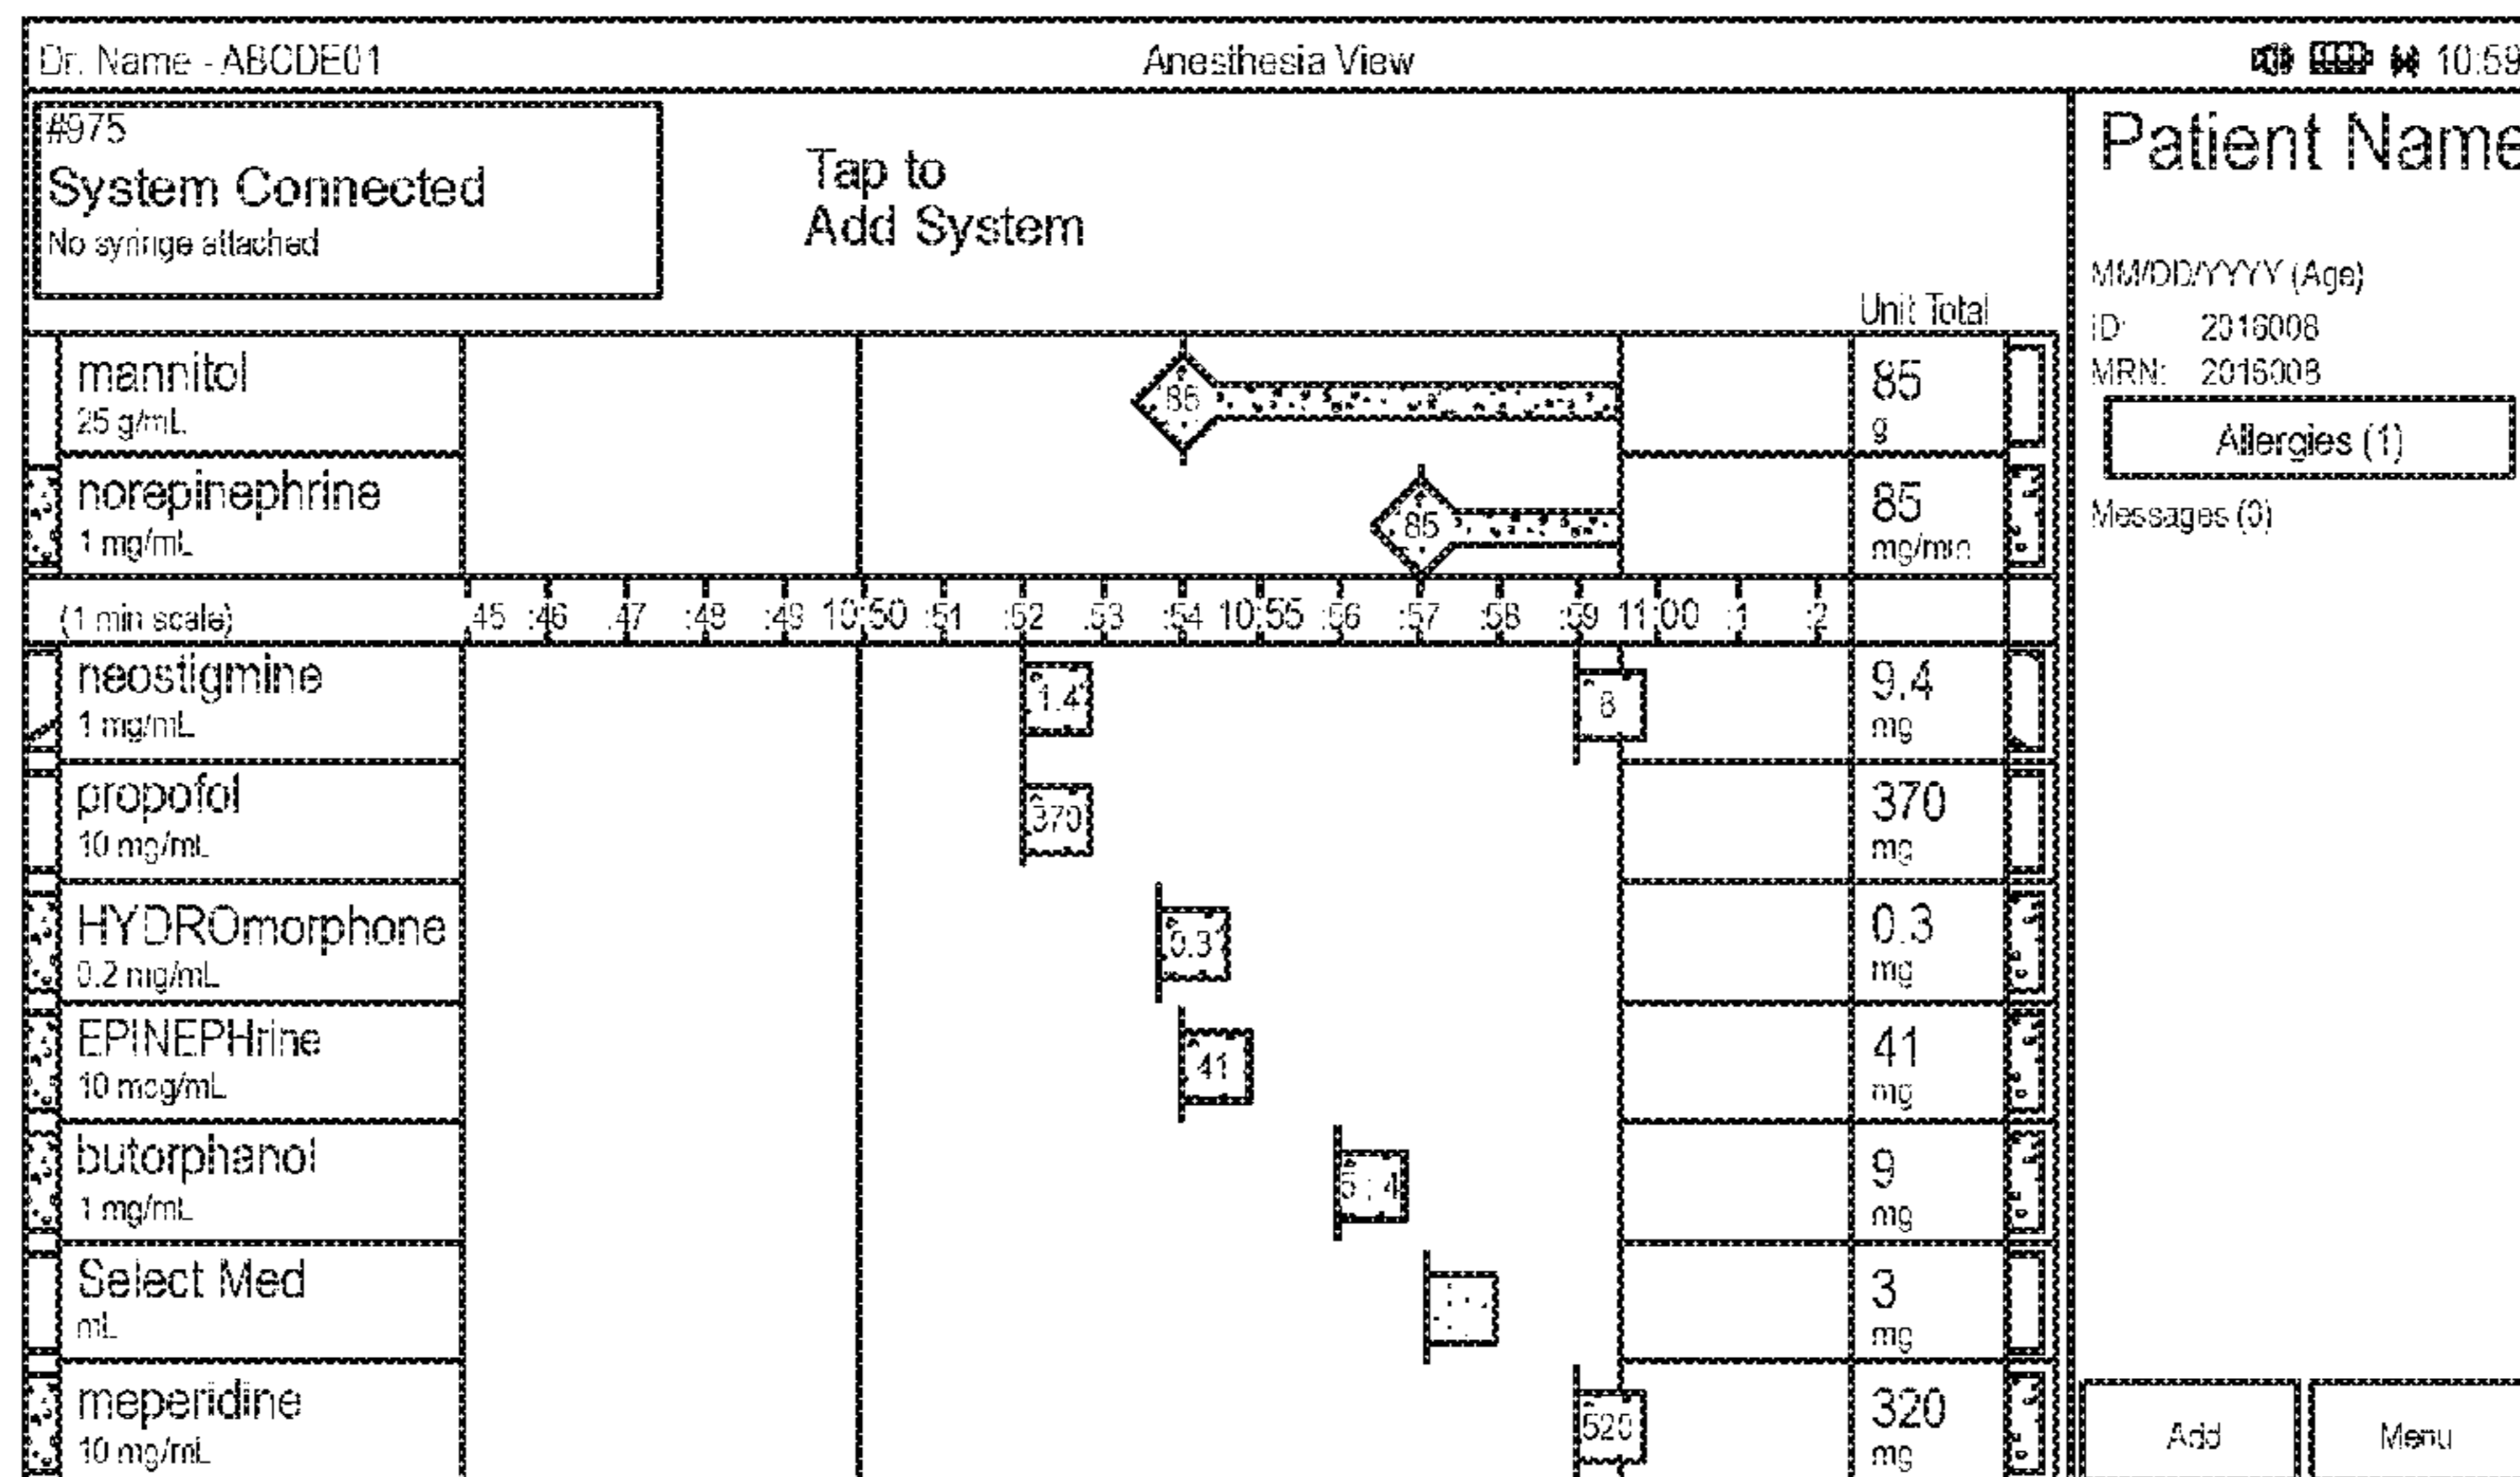 Dr. Name - ABCDE01 Anesthesia View 10:59
#975
System Connected
No syringe attached
Tap to
Add System
Patient Name
MM/DD/YYYY (Age)
ID: 2016008
MRN: 2016008
Allergies (1)
Messages (0)
Unit Total
mannitol
25 g/mL
85
85
g
norepinephrine
1 mg/mL
85
85
mg/min
(1 min scale) :45 :46 :47 :48 :49 10:50 :51 :52 :53 :54 10:55 :56 :57 :58 :59 11:00 :1 :2
neostigmine
1 mg/mL
1.4 8
9.4
mg
propofol
10 mg/mL
370
370
mg
HYDROmorphone
0.2 mg/mL
0.3
0.3
mg
EPINEPHrine
10 mcg/mL
41
41
mg
butorphanol
1 mg/mL
5 : 4
9
mg
Select Med
mL
3
mg
meperidine
10 mg/mL
520
320
mg
Add Menu